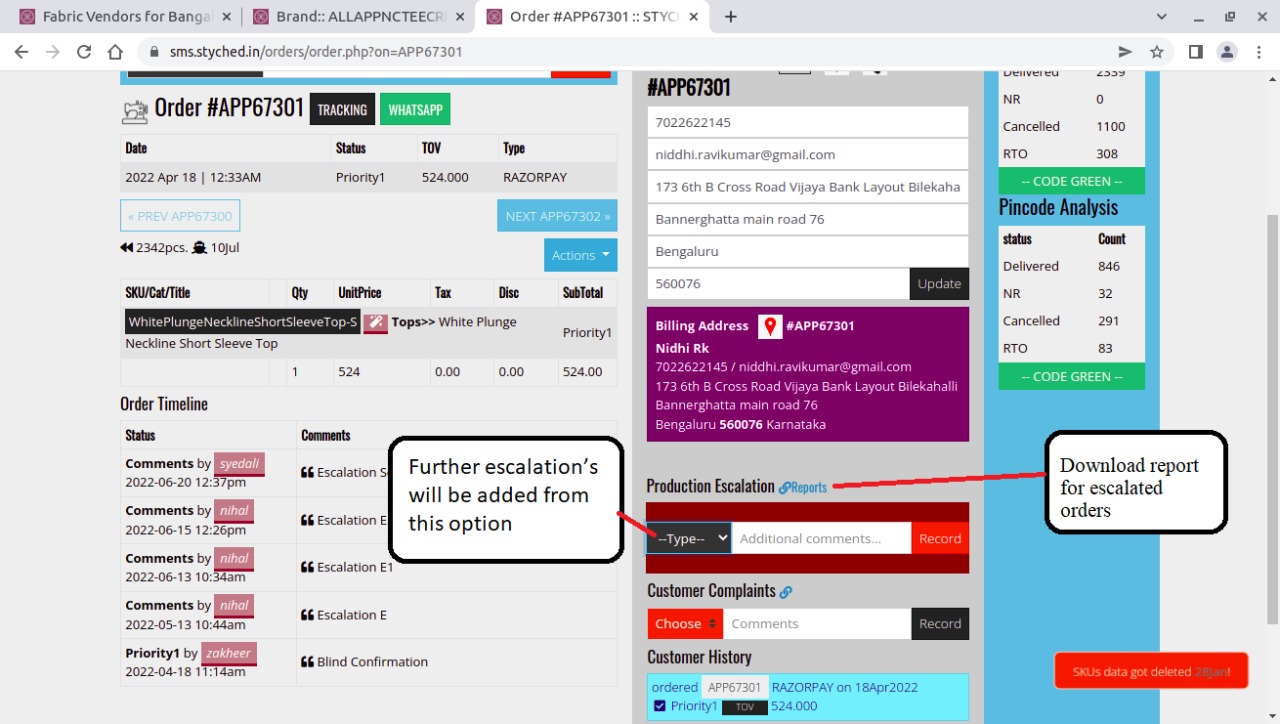 Fabric Vendors for Bangal
Brand:: ALLAPPNCTEECRE
Order #APP67301 :: STYCH
sms.styched.in/orders/order.php?on=APP67301
Order #APP67301 TRACKING WHATSAPP
Date Status TOV Type
2022 Apr 18 | 12:33AM Priority1 524.000 RAZORPAY
« PREV APP67300 NEXT APP67302 »
2342pcs. 10Jul
Actions
SKU/Cat/Title Qty UnitPrice Tax Disc SubTotal
WhitePlungeNecklineShortSleeveTop-S Tops>> White Plunge
Neckline Short Sleeve Top Priority1
1 524 0.00 0.00 524.00
Order Timeline
Status Comments
Comments by syedali
2022-06-20 12:37pm
Escalation S
Comments by nihal
2022-06-15 12:26pm
Escalation E
Comments by nihal
2022-06-13 10:34am
Escalation E1
Comments by nihal
2022-05-13 10:44am
Escalation E
Priority1 by zakheer
2022-04-18 11:14am
Blind Confirmation
Further escalation’s
will be added from
this option
#APP67301
7022622145
niddhi.ravikumar@gmail.com
173 6th B Cross Road Vijaya Bank Layout Bilekaha
Bannerghatta main road 76
Bengaluru
560076 Update
Billing Address #APP67301
Nidhi Rk
7022622145 / niddhi.ravikumar@gmail.com
173 6th B Cross Road Vijaya Bank Layout Bilekahalli
Bannerghatta main road 76
Bengaluru 560076 Karnataka
Production Escalation Reports
--Type-- Additional comments... Record
Customer Complaints
Choose Comments Record
Customer History
ordered APP67301 RAZORPAY on 18Apr2022
Priority1 TOV 524.000
Delivered 2339
NR 0
Cancelled 1100
RTO 308
-- CODE GREEN --
Pincode Analysis
status Count
Delivered 846
NR 32
Cancelled 291
RTO 83
-- CODE GREEN --
Download report
for escalated
orders
SKUs data got deleted 28Jan!